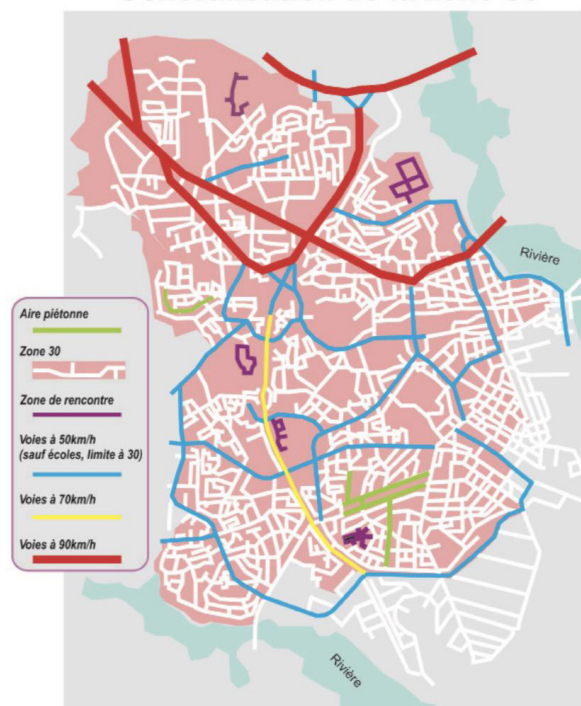 Rivière
Aire piétonne
Zone 30
Zone de rencontre
Voies à 50km/h
(sauf écoles, limite à 30)
Voies à 70km/h
Voies à 90km/h
Rivière